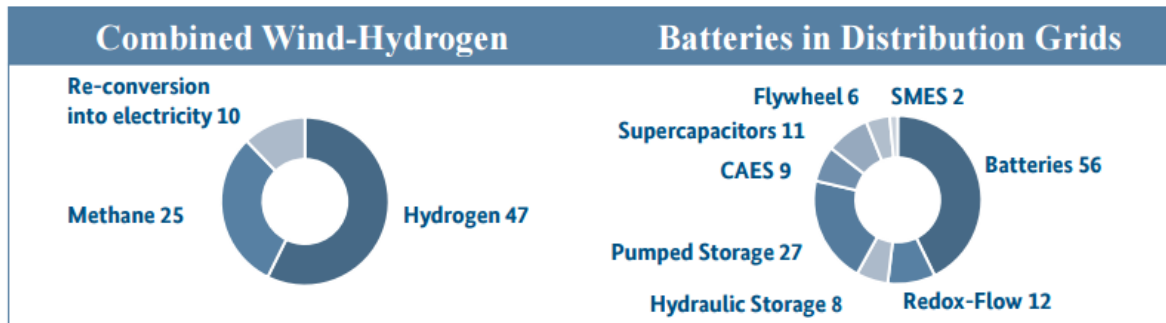 Combined Wind-Hydrogen
Re-conversion
into electricity 10
Methane 25
Hydrogen 47
Batteries in Distribution Grids
Flywheel 6
SMES 2
Supercapacitors 11
CAES 9
Batteries 56
Pumped Storage 27
Hydraulic Storage 8
Redox-Flow 12